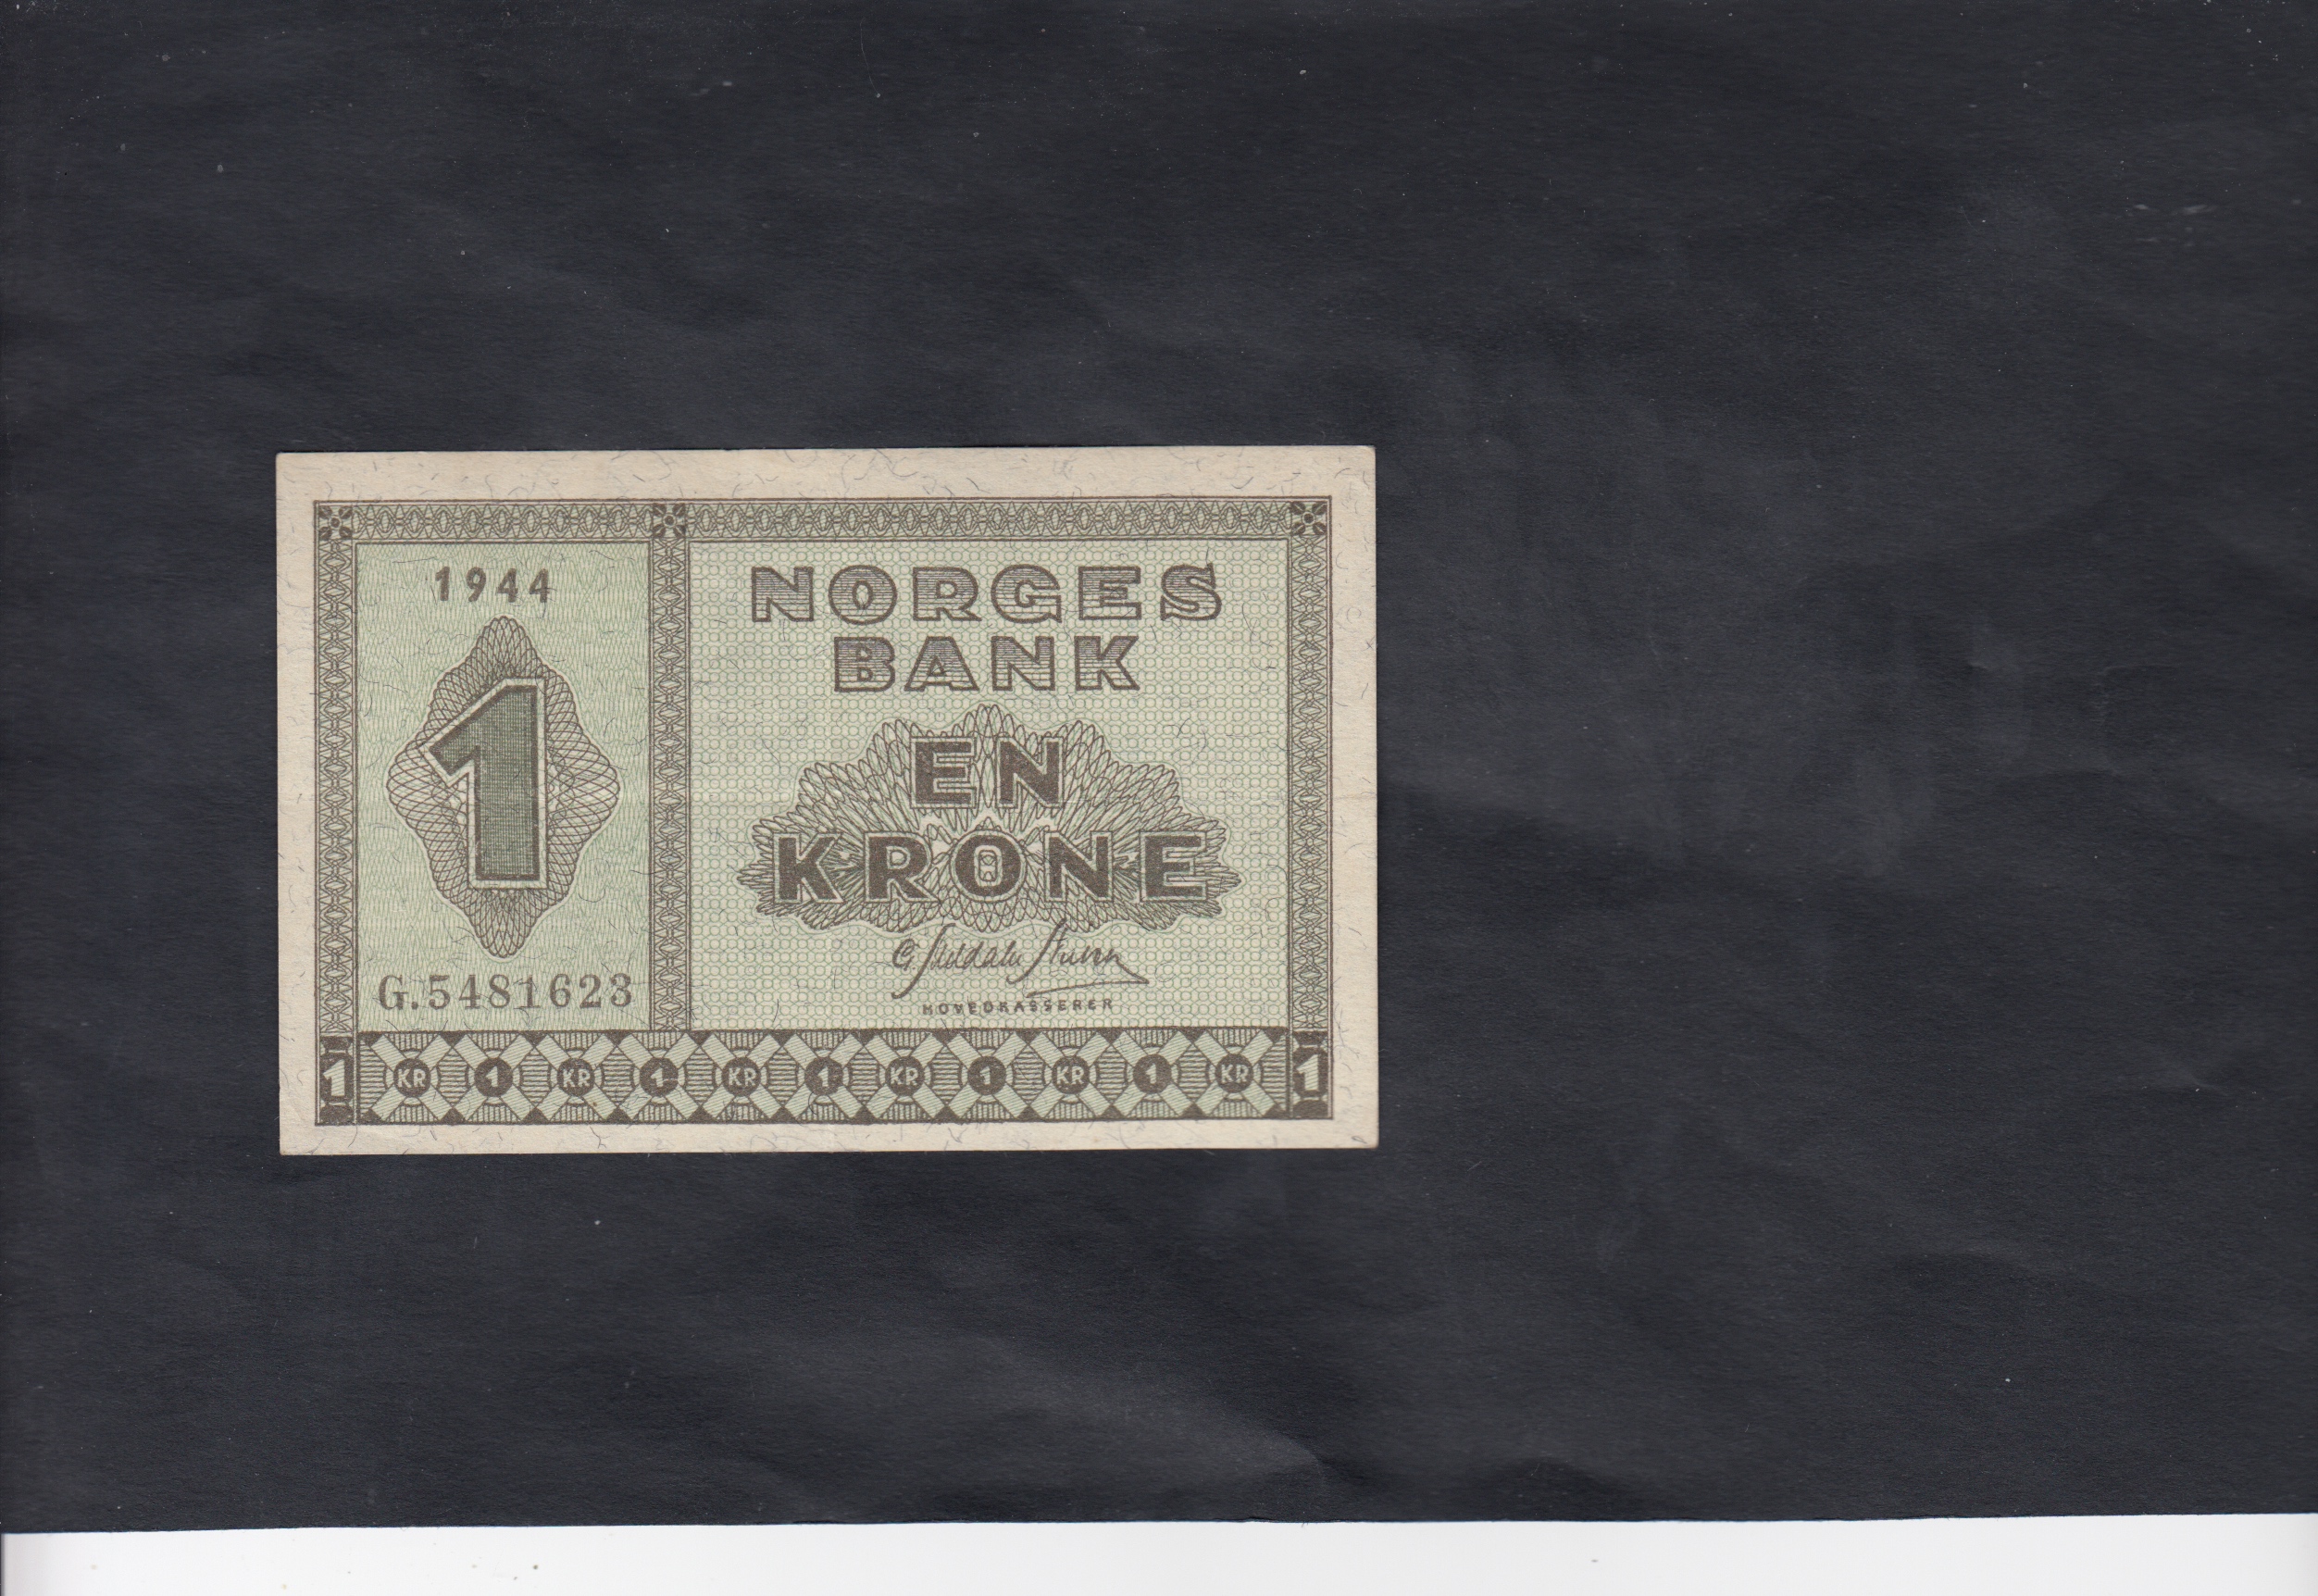 1944
1
G.5481623
NORGES
BANK
EN
KRONE
HOVEDKASSERER
1 KR 1 KR 1 KR 1 KR 1 KR 1 KR 1